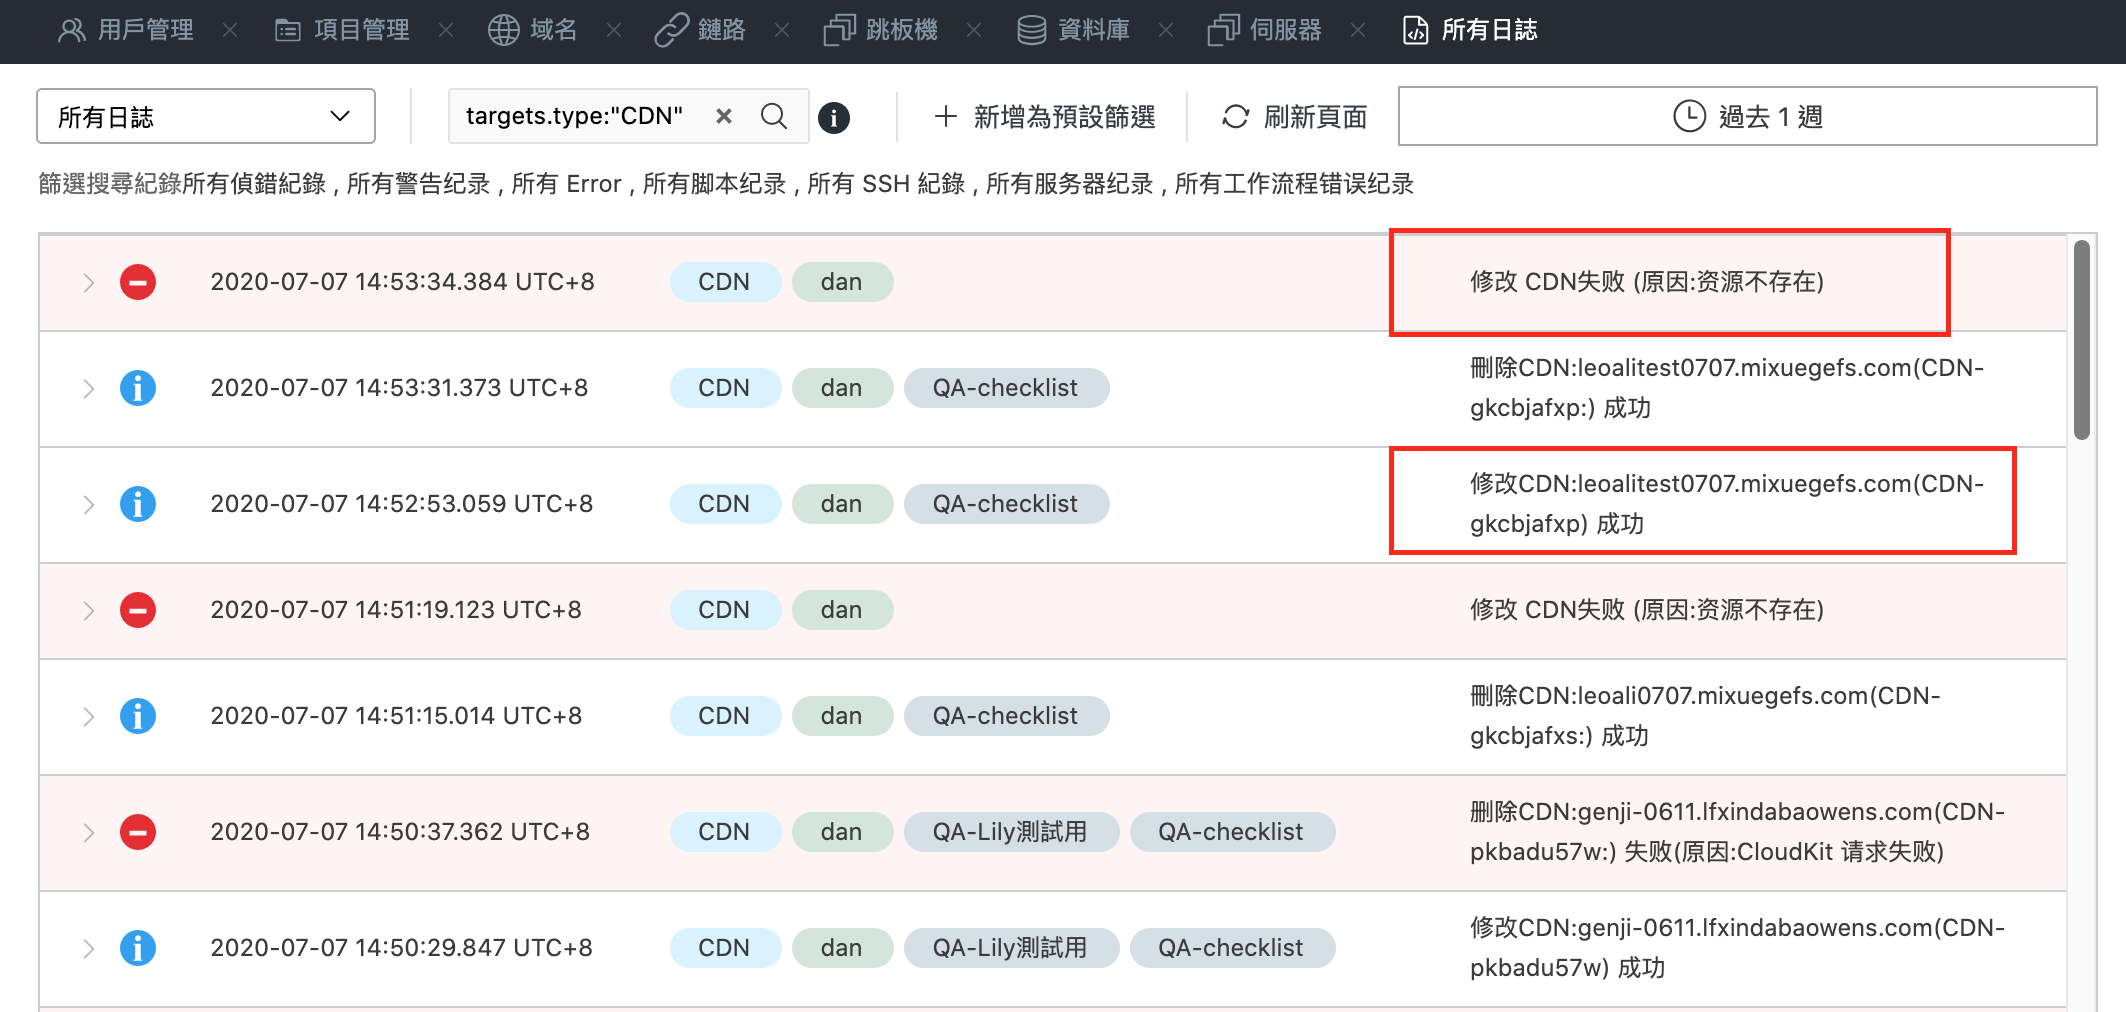 用戶管理 項目管理 域名 鏈路 跳板機 資料庫 伺服器 所有日誌
所有日誌 targets.type:"CDN" 新增為預設篩選 刷新頁面 過去 1 週
篩選搜尋紀錄所有偵錯紀錄 , 所有警告纪录 , 所有 Error , 所有脚本纪录 , 所有 SSH 紀錄 , 所有服务器纪录 , 所有工作流程错误纪录
2020-07-07 14:53:34.384 UTC+8 CDN dan 修改 CDN失败 (原因:资源不存在)
2020-07-07 14:53:31.373 UTC+8 CDN dan QA-checklist 刪除CDN:leoalitest0707.mixuegefs.com(CDN-
gkcbjafxp:) 成功
2020-07-07 14:52:53.059 UTC+8 CDN dan QA-checklist 修改CDN:leoalitest0707.mixuegefs.com(CDN-
gkcbjafxp) 成功
2020-07-07 14:51:19.123 UTC+8 CDN dan 修改 CDN失败 (原因:资源不存在)
2020-07-07 14:51:15.014 UTC+8 CDN dan QA-checklist 刪除CDN:leoali0707.mixuegefs.com(CDN-
gkcbjafxs:) 成功
2020-07-07 14:50:37.362 UTC+8 CDN dan QA-Lily測試用 QA-checklist 删除CDN:genji-0611.lfxindabaowens.com(CDN-
pkbadu57w:) 失败(原因:CloudKit 请求失败)
2020-07-07 14:50:29.847 UTC+8 CDN dan QA-Lily測試用 QA-checklist 修改CDN:genji-0611.lfxindabaowens.com(CDN-
pkbadu57w) 成功